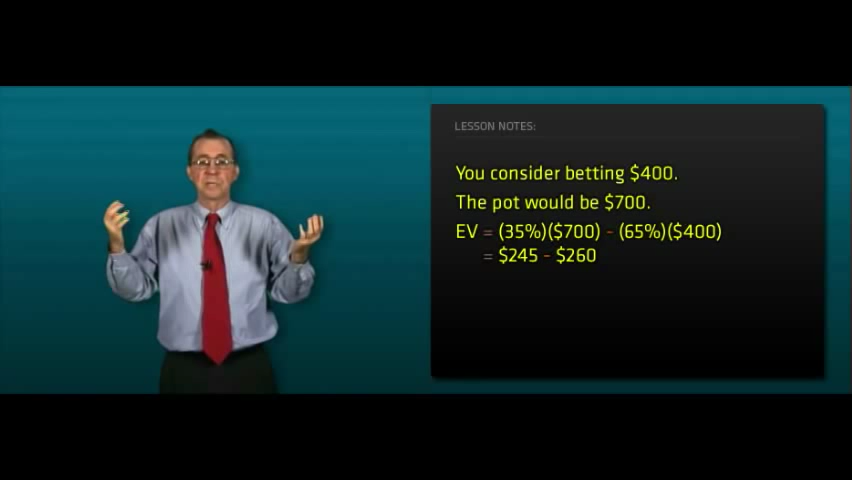 LESSON NOTES:
You consider betting $400.
The pot would be $700.
EV = (35%)($700) - (65%)($400)
= $245 - $260